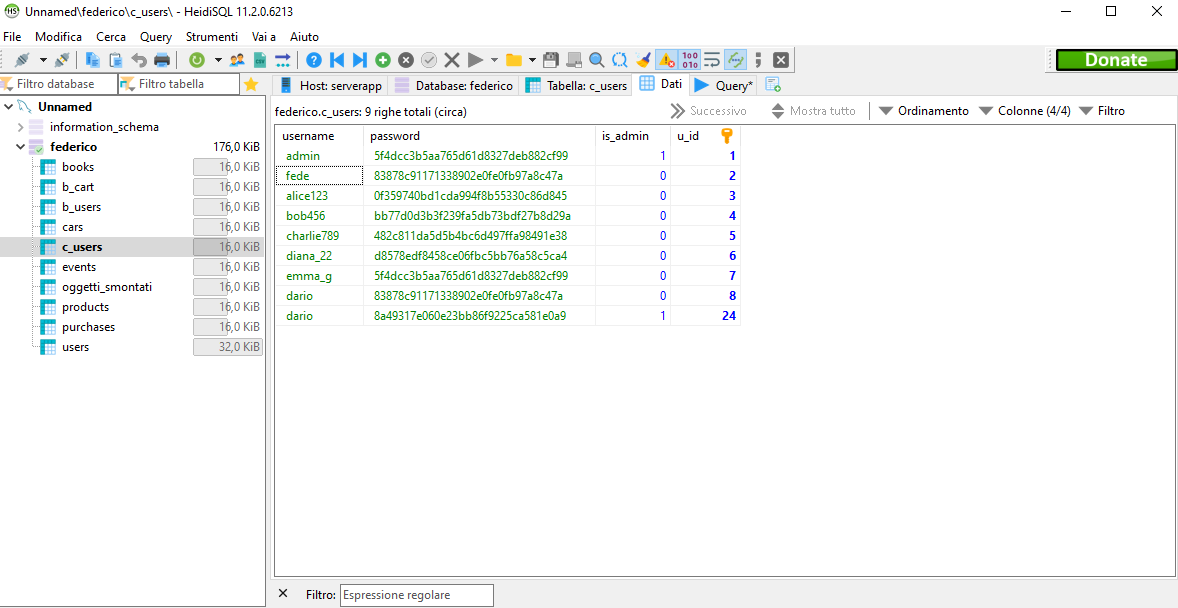 Unnamed\federico\c_users\ - HeidiSQL 11.2.0.6213
File Modifica Cerca Query Strumenti Vai a Aiuto
Donate
Filtro database Filtro tabella
Host: serverapp Database: federico Tabella: c_users Dati Query*
Unnamed
information_schema
federico 176,0 KiB
books 16,0 KiB
b_cart 16,0 KiB
b_users 16,0 KiB
cars 16,0 KiB
c_users 16,0 KiB
events 16,0 KiB
oggetti_smontati 16,0 KiB
products 16,0 KiB
purchases 16,0 KiB
users 32,0 KiB
federico.c_users: 9 righe totali (circa) Successivo Mostra tutto Ordinamento Colonne (4/4) Filtro
username password is_admin u_id
admin 5f4dcc3b5aa765d61d8327deb882cf99 1 1
fede 83878c91171338902e0fe0fb97a8c47a 0 2
alice123 0f359740bd1cda994f8b55330c86d845 0 3
bob456 bb77d0d3b3f239fa5db73bdf27b8d29a 0 4
charlie789 482c811da5d5b4bc6d497ffa98491e38 0 5
diana_22 d8578edf8458ce06fbc5bb76a58c5ca4 0 6
emma_g 5f4dcc3b5aa765d61d8327deb882cf99 0 7
dario 83878c91171338902e0fe0fb97a8c47a 0 8
dario 8a49317e060e23bb86f9225ca581e0a9 1 24
Filtro: Espressione regolare